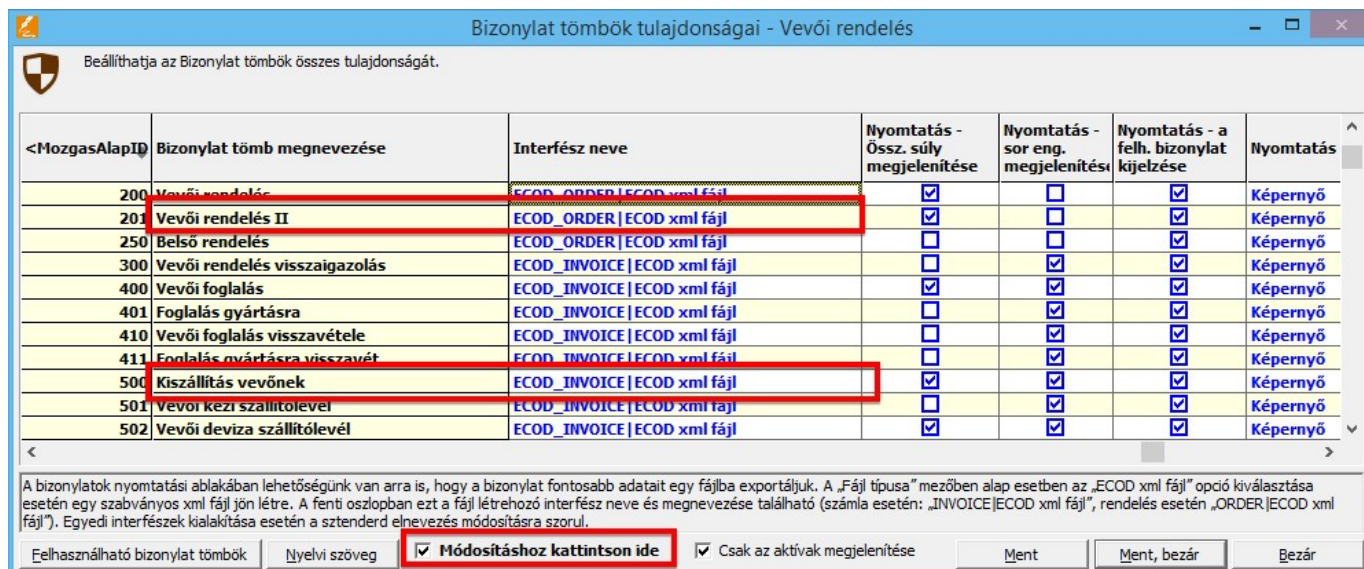 Bizonylat tömbök tulajdonságai - Vevői rendelés
Beállíthatja az Bizonylat tömbök összes tulajdonságát.
<MozgasAlapID Bizonylat tömb megnevezése Interfész neve Nyomtatás - Össz. súly megjelenítése Nyomtatás - sor eng. megjelenítés Nyomtatás - a felh. bizonylat kijelzése Nyomtatás
200 Vevői rendelés ECOD_ORDER|ECOD xml fájl Képernyő
201 Vevői rendelés II ECOD_ORDER|ECOD xml fájl Képernyő
250 Belső rendelés ECOD_ORDER|ECOD xml fájl Képernyő
300 Vevői rendelés visszaigazolás ECOD_INVOICE|ECOD xml fájl Képernyő
400 Vevői foglalás ECOD_INVOICE|ECOD xml fájl Képernyő
401 Foglalás gyártásra ECOD_INVOICE|ECOD xml fájl Képernyő
410 Vevői foglalás visszavétele ECOD_INVOICE|ECOD xml fájl Képernyő
411 Foglalás gyártásra visszavét ECOD_INVOICE|ECOD xml fájl Képernyő
500 Kiszállítás vevőnek ECOD_INVOICE|ECOD xml fájl Képernyő
501 Vevői kézi szállítólevél ECOD_INVOICE|ECOD xml fájl Képernyő
502 Vevői deviza szállítólevél ECOD_INVOICE|ECOD xml fájl Képernyő
A bizonylatok nyomtatási ablakában lehetőségünk van arra is, hogy a bizonylat fontosabb adatait egy fájlba exportáljuk. A „Fájl típusa" mezőben alap esetben az „ECOD xml fájl" opció kiválasztása
esetén egy szabványos xml fájl jön létre. A fenti oszlopban ezt a fájl létrehozó interfész neve és megnevezése található (számla esetén: „INVOICE|ECOD xml fájl", rendelés esetén „ORDER|ECOD xml
fájl"). Egyedi interfészek kialakítása esetén a sztenderd elnevezés módosításra szorul.
Felhasználható bizonylat tömbök Nyelvi szöveg Módosításhoz kattintson ide Csak az aktívak megjelenítése Ment Ment, bezár Bezár